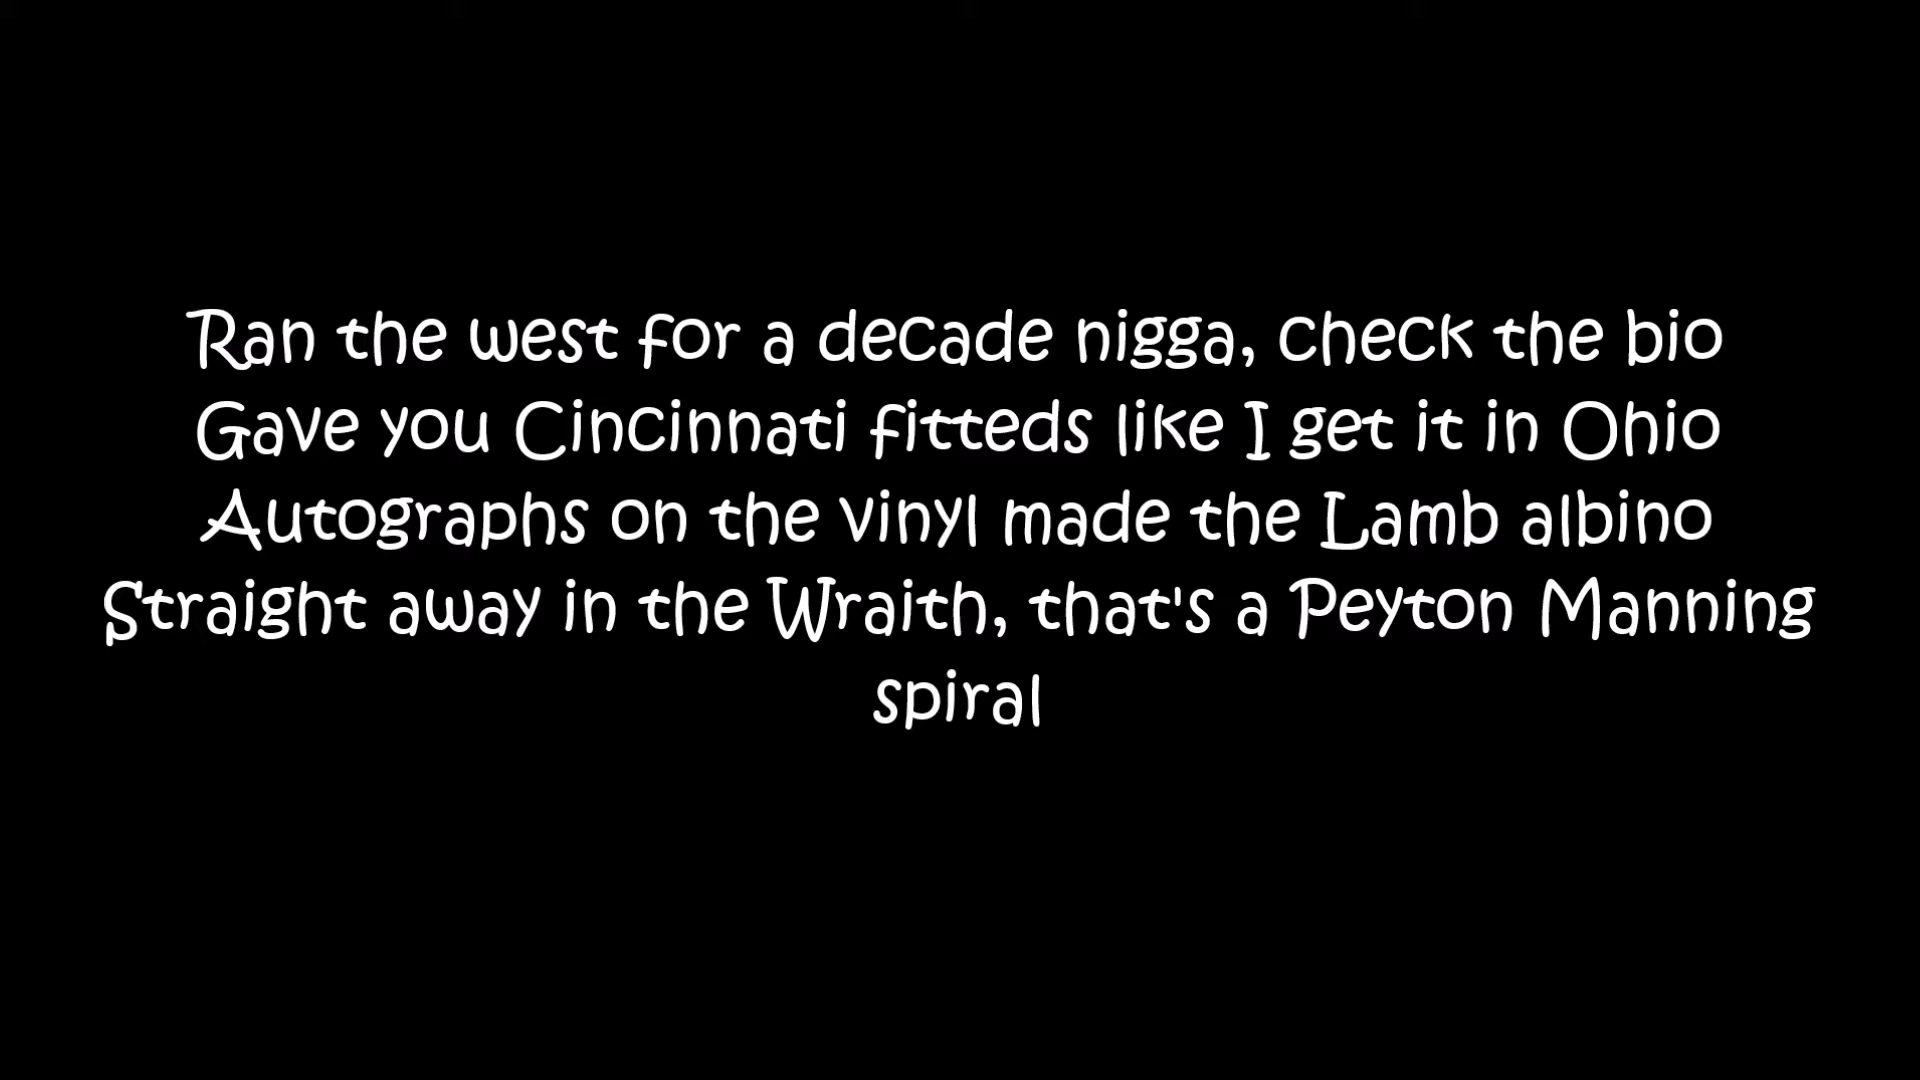 Ran the west for a decade nigga, check the bio
Gave you Cincinnati fitteds like I get it in Ohio
Autographs on the vinyl made the Lamb albino
Straight away in the Wraith, that's a Peyton Manning
spiral